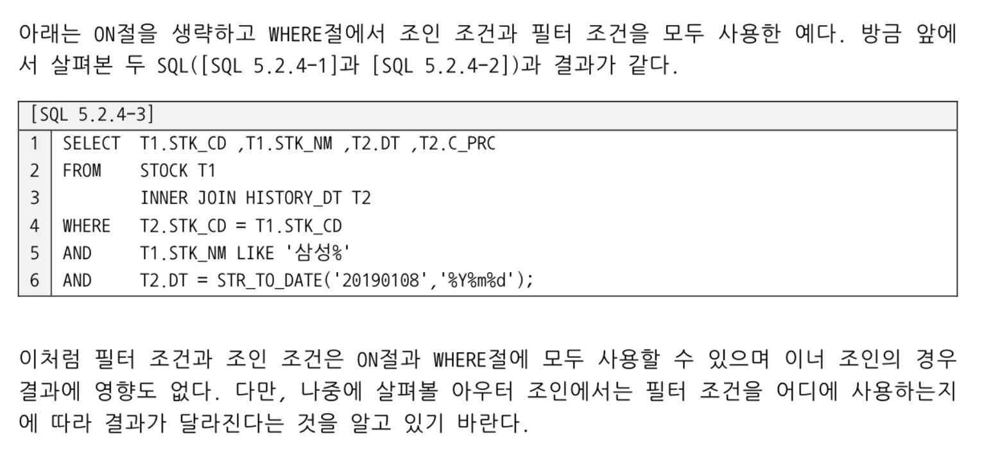 아래는 ON절을 생략하고 WHERE절에서 조인 조건과 필터 조건을 모두 사용한 예다. 방금 앞에
서 살펴본 두 SQL([SQL 5.2.4-1]과 [SQL 5.2.4-2])과 결과가 같다.
[SQL 5.2.4-3]
1 SELECT T1.STK_CD ,T1.STK_NM ,T2.DT ,T2.C_PRC
2 FROM STOCK T1
3 INNER JOIN HISTORY_DT T2
4 WHERE T2.STK_CD = T1.STK_CD
5 AND T1.STK_NM LIKE '삼성%'
6 AND T2.DT = STR_TO_DATE('20190108','%Y%m%d');
이처럼 필터 조건과 조인 조건은 ON절과 WHERE절에 모두 사용할 수 있으며 이너 조인의 경우
결과에 영향도 없다. 다만, 나중에 살펴볼 아우터 조인에서는 필터 조건을 어디에 사용하는지
에 따라 결과가 달라진다는 것을 알고 있기 바란다.